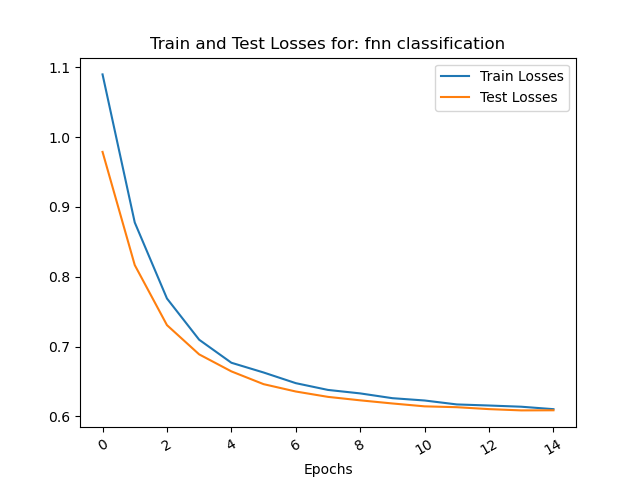 Train and Test Losses for: fnn classification
Train Losses
Test Losses
1.1
1.0
0.9
0.8
0.7
0.6
0 2 4 6 8 10 12 14
Epochs